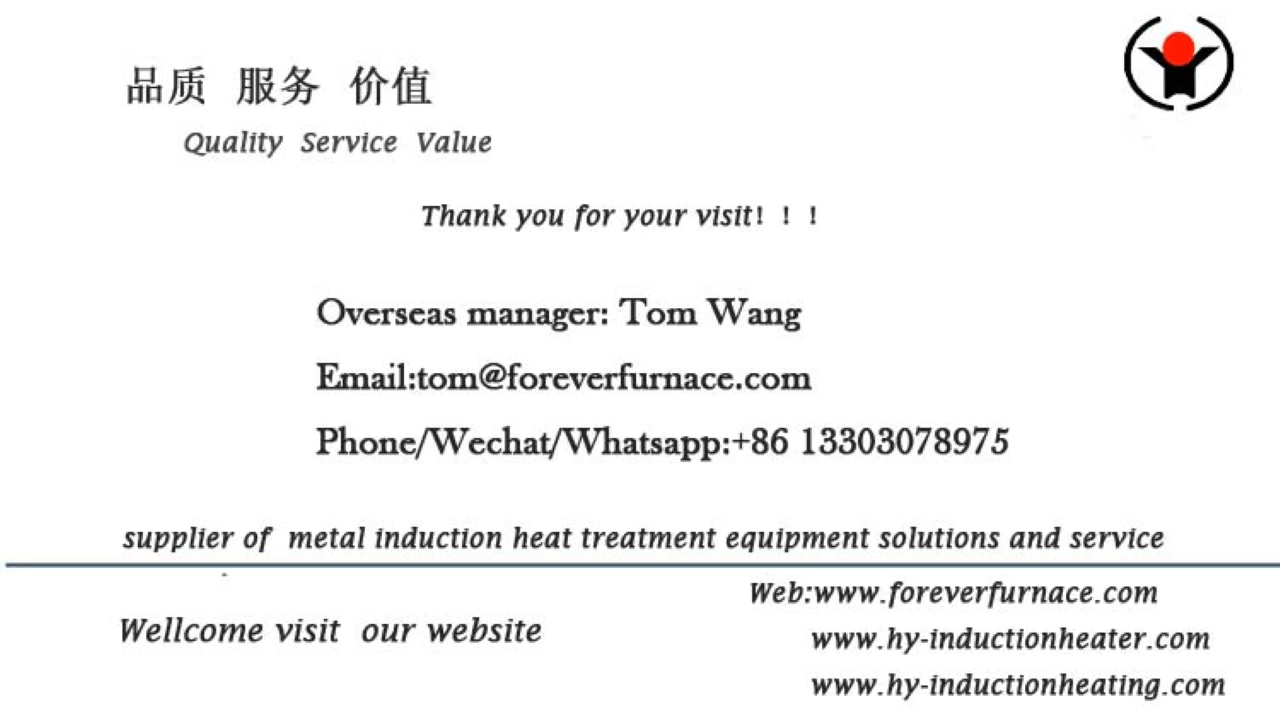 品质 服务 价值
Quality Service Value
Thank you for your visit！！！
Overseas manager: Tom Wang
Email:tom@foreverfurnace.com
Phone/Wechat/Whatsapp:+86 13303078975
supplier of metal induction heat treatment equipment solutions and service
Wellcome visit our website
Web:www.foreverfurnace.com
www.hy-inductionheater.com
www.hy-inductionheating.com